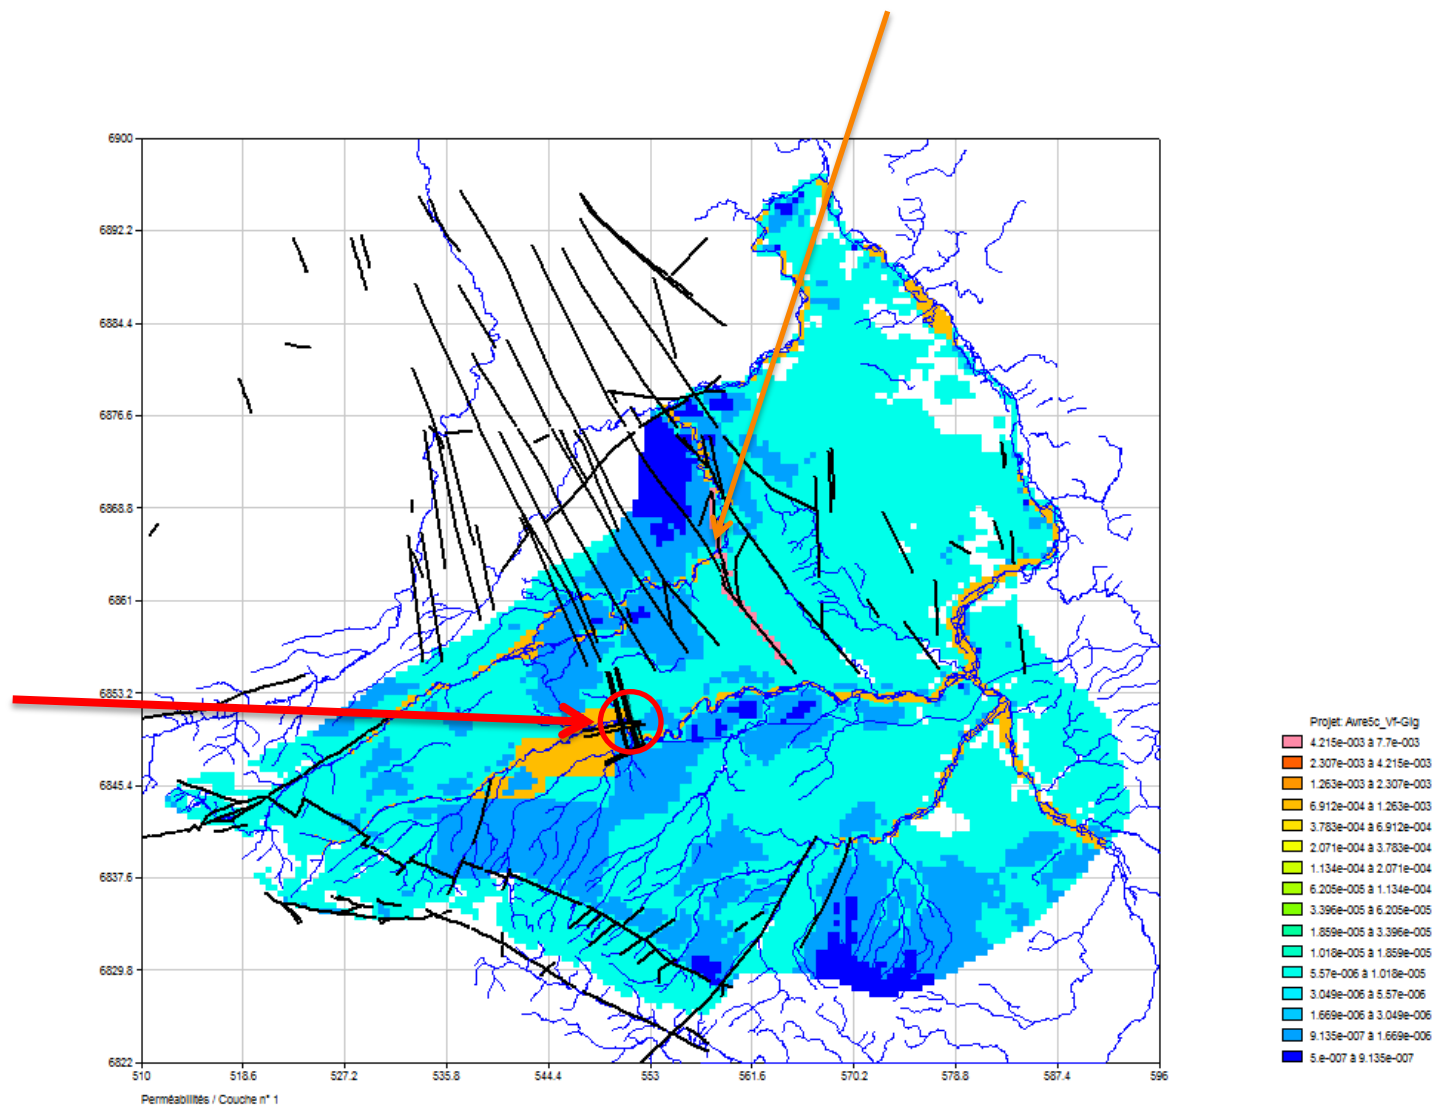 6900
6892.2
6884.4
6876.6
6868.8
6861
6853.2
6845.4
6837.6
6829.8
6822
510 518.6 527.2 535.8 544.4 553 561.6 570.2 578.8 587.4 596
Perméabilités / Couche n° 1
Projet: Avre5c_Vf-Glg
4.215e-003 à 7.7e-003
2.307e-003 à 4.215e-003
1.263e-003 à 2.307e-003
6.912e-004 à 1.263e-003
3.783e-004 à 6.912e-004
2.071e-004 à 3.783e-004
1.134e-004 à 2.071e-004
6.205e-005 à 1.134e-004
3.396e-005 à 6.205e-005
1.859e-005 à 3.396e-005
1.018e-005 à 1.859e-005
5.57e-006 à 1.018e-005
3.049e-006 à 5.57e-006
1.669e-006 à 3.049e-006
9.135e-007 à 1.669e-006
5.e-007 à 9.135e-007